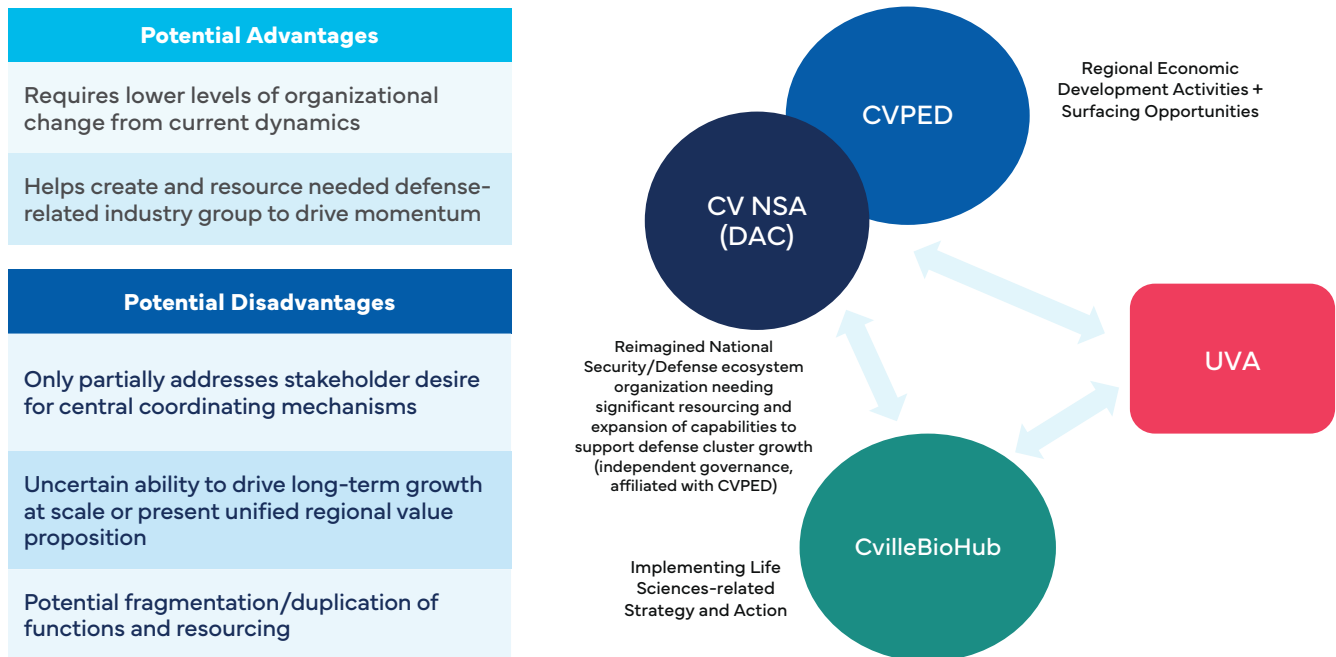 Potential Advantages
Requires lower levels of organizational
change from current dynamics
Helps create and resource needed defense-
related industry group to drive momentum
Potential Disadvantages
Only partially addresses stakeholder desire
for central coordinating mechanisms
Uncertain ability to drive long-term growth
at scale or present unified regional value
proposition
Potential fragmentation/duplication of
functions and resourcing
CVPED
Regional Economic
Development Activities +
Surfacing Opportunities
CV NSA
(DAC)
Reimagined National
Security/Defense ecosystem
organization needing
significant resourcing and
expansion of capabilities to
support defense cluster growth
(independent governance,
affiliated with CVPED)
UVA
CvilleBioHub
Implementing Life
Sciences-related
Strategy and Action